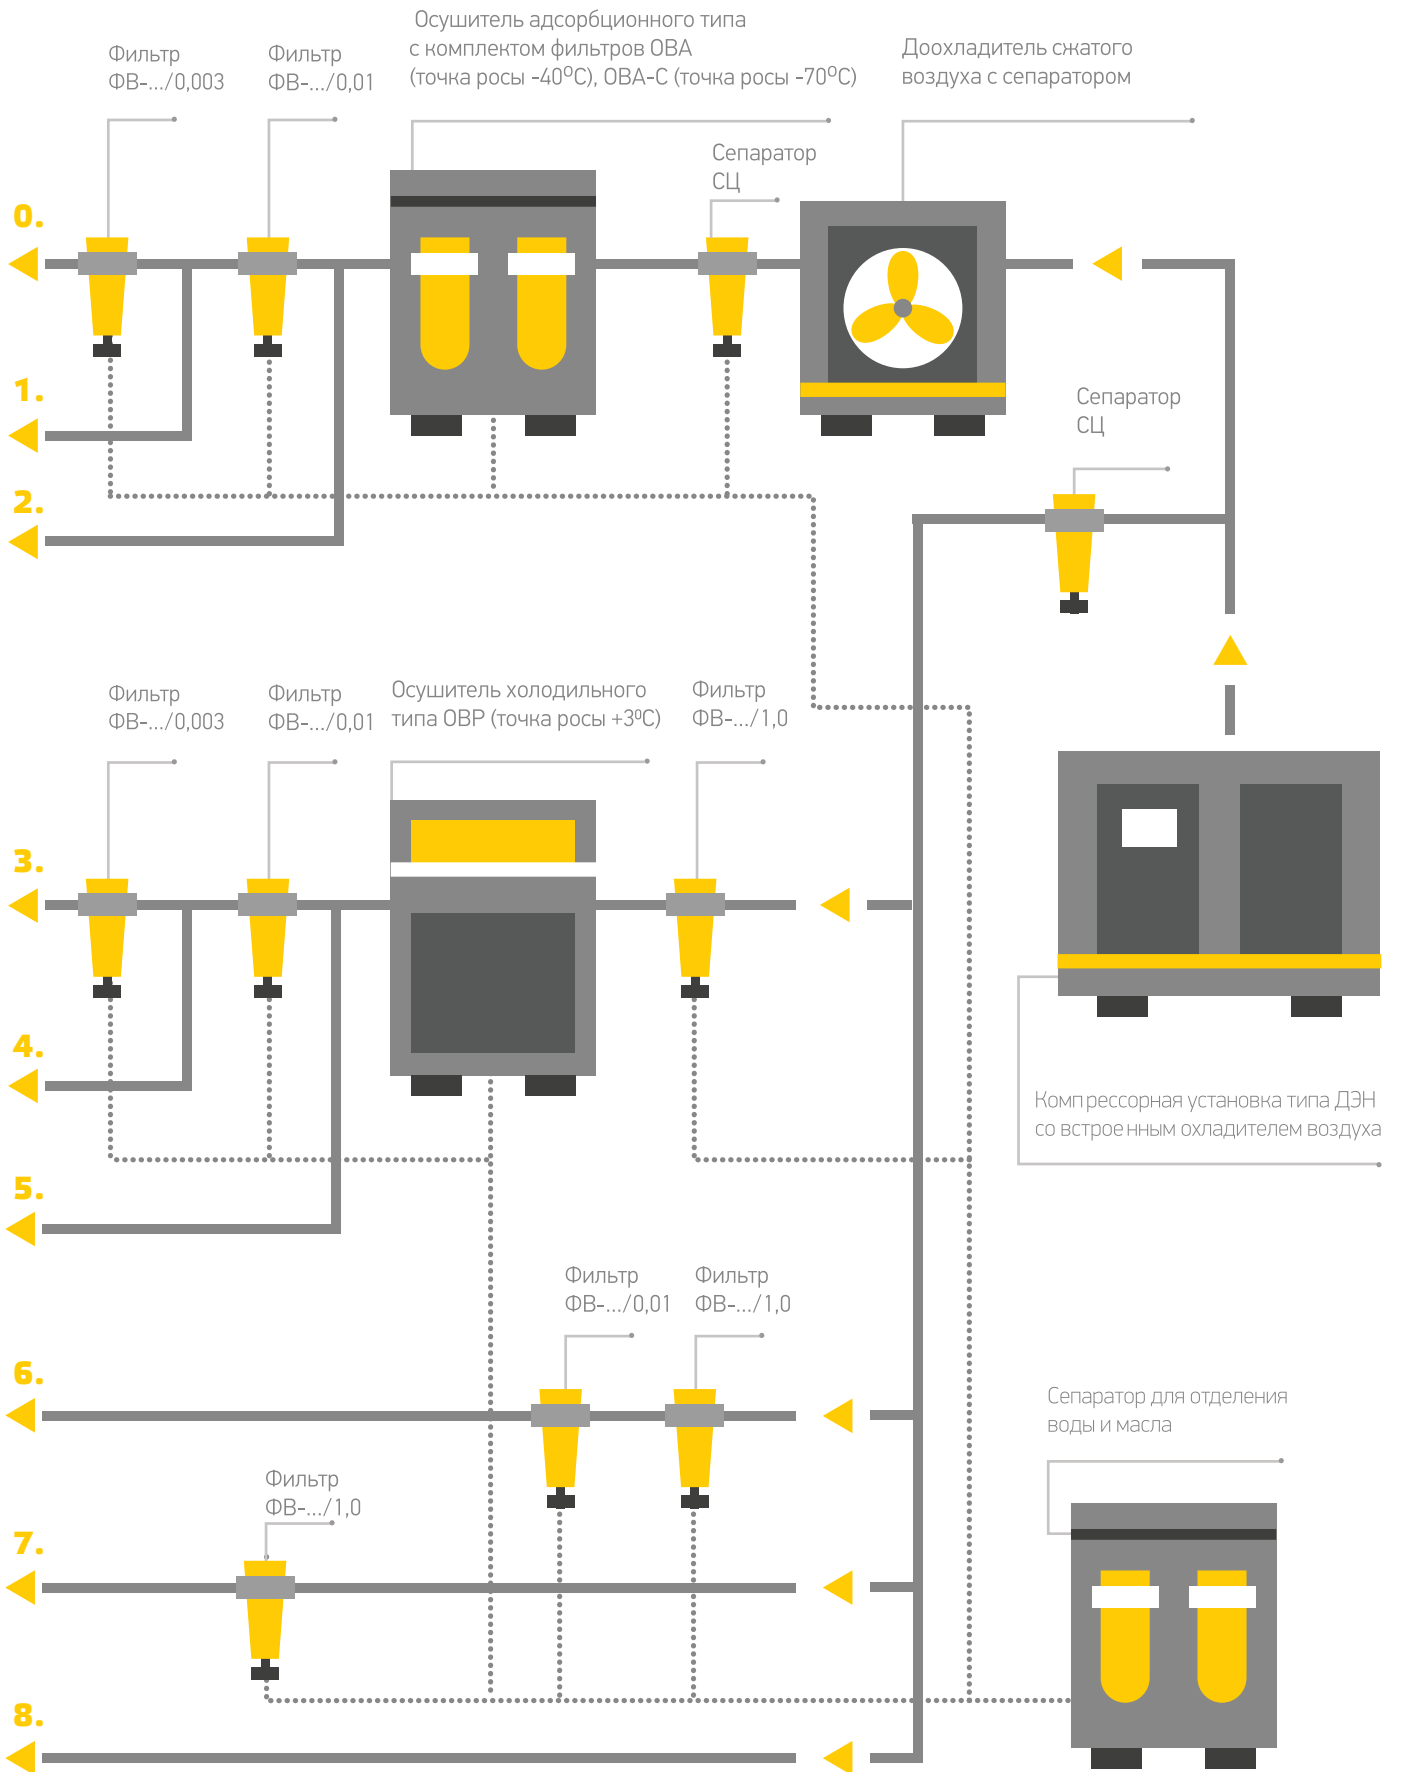 Осушитель адсорбционного типа
с комплектом фильтров ОВА
(точка росы -40⁰С), ОВА-С (точка росы -70⁰С)
Фильтр
ФВ-.../0,003
Фильтр
ФВ-.../0,01
Доохладитель сжатого
воздуха с сепаратором
Сепаратор
СЦ
0.
1.
Сепаратор
СЦ
2.
Фильтр
ФВ-.../0,003
Фильтр
ФВ-.../0,01
Осушитель холодильного
типа ОВР (точка росы +3⁰С)
Фильтр
ФВ-.../1,0
3.
4.
Компрессорная установка типа ДЭН
со встроенным охладителем воздуха
5.
Фильтр
ФВ-.../0,01
Фильтр
ФВ-.../1,0
6.
Сепаратор для отделения
воды и масла
Фильтр
ФВ-.../1,0
7.
8.